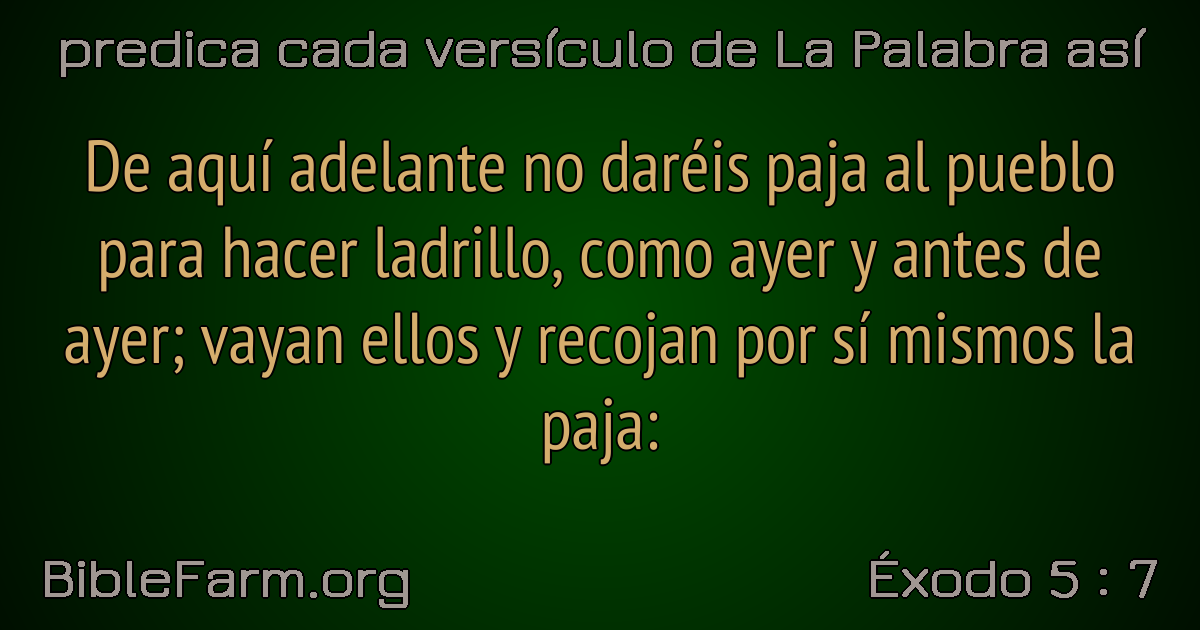 predica cada versículo de La Palabra así
De aquí adelante no daréis paja al pueblo
para hacer ladrillo, como ayer y antes de
ayer; vayan ellos y recojan por sí mismos la
paja:
BibleFarm.org
Éxodo 5 : 7